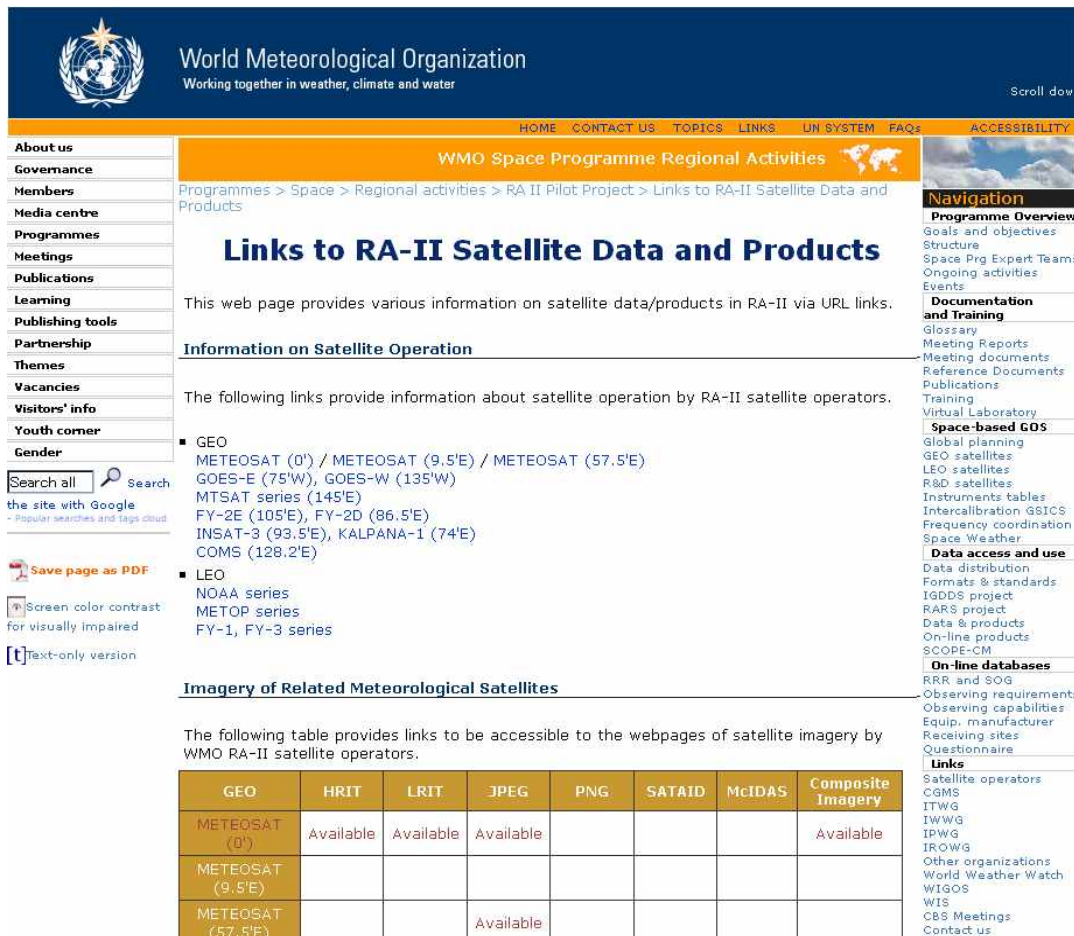 World Meteorological Organization
Working together in weather, climate and water
Scroll dow
HOME CONTACT US TOPICS LINKS UN SYSTEM FAQs ACCESSIBILITY
About us
Governance
Members
Media centre
Programmes
Meetings
Publications
Learning
Publishing tools
Partnership
Themes
Vacancies
Visitors' info
Youth corner
Gender
Search all Search
the site with Google
- Popular searches and tags cloud
Save page as PDF
Screen color contrast
for visually impaired
[t]Text-only version
WMO Space Programme Regional Activities
Programmes > Space > Regional activities > RA II Pilot Project > Links to RA-II Satellite Data and
Products
Links to RA-II Satellite Data and Products
This web page provides various information on satellite data/products in RA-II via URL links.
Information on Satellite Operation
The following links provide information about satellite operation by RA-II satellite operators.
▪ GEO
METEOSAT (0') / METEOSAT (9.5'E) / METEOSAT (57.5'E)
GOES-E (75'W), GOES-W (135'W)
MTSAT series (145'E)
FY-2E (105'E), FY-2D (86.5'E)
INSAT-3 (93.5'E), KALPANA-1 (74'E)
COMS (128.2'E)
▪ LEO
NOAA series
METOP series
FY-1, FY-3 series
Imagery of Related Meteorological Satellites
The following table provides links to be accessible to the webpages of satellite imagery by
WMO RA-II satellite operators.
GEO HRIT LRIT JPEG PNG SATAID McIDAS Composite
Imagery
METEOSAT
(0') Available Available Available Available
METEOSAT
(9.5'E)
METEOSAT
(57.5'E) Available
Navigation
Programme Overview
Goals and objectives
Structure
Space Prg Expert Team
Ongoing activities
Events
Documentation
and Training
Glossary
Meeting Reports
Meeting documents
Reference Documents
Publications
Training
Virtual Laboratory
Space-based GOS
Global planning
GEO satellites
LEO satellites
R&D satellites
Instruments tables
Intercalibration GSICS
Frequency coordination
Space Weather
Data access and use
Data distribution
Formats & standards
IGDDS project
RARS project
Data & products
On-line products
SCOPE-CM
On-line databases
RRR and SOG
Observing requirement
Observing capabilities
Equip. manufacturer
Receiving sites
Questionnaire
Links
Satellite operators
CGMS
ITWG
IWWG
IPWG
IROWG
Other organizations
World Weather Watch
WIGOS
WIS
CBS Meetings
Contact us